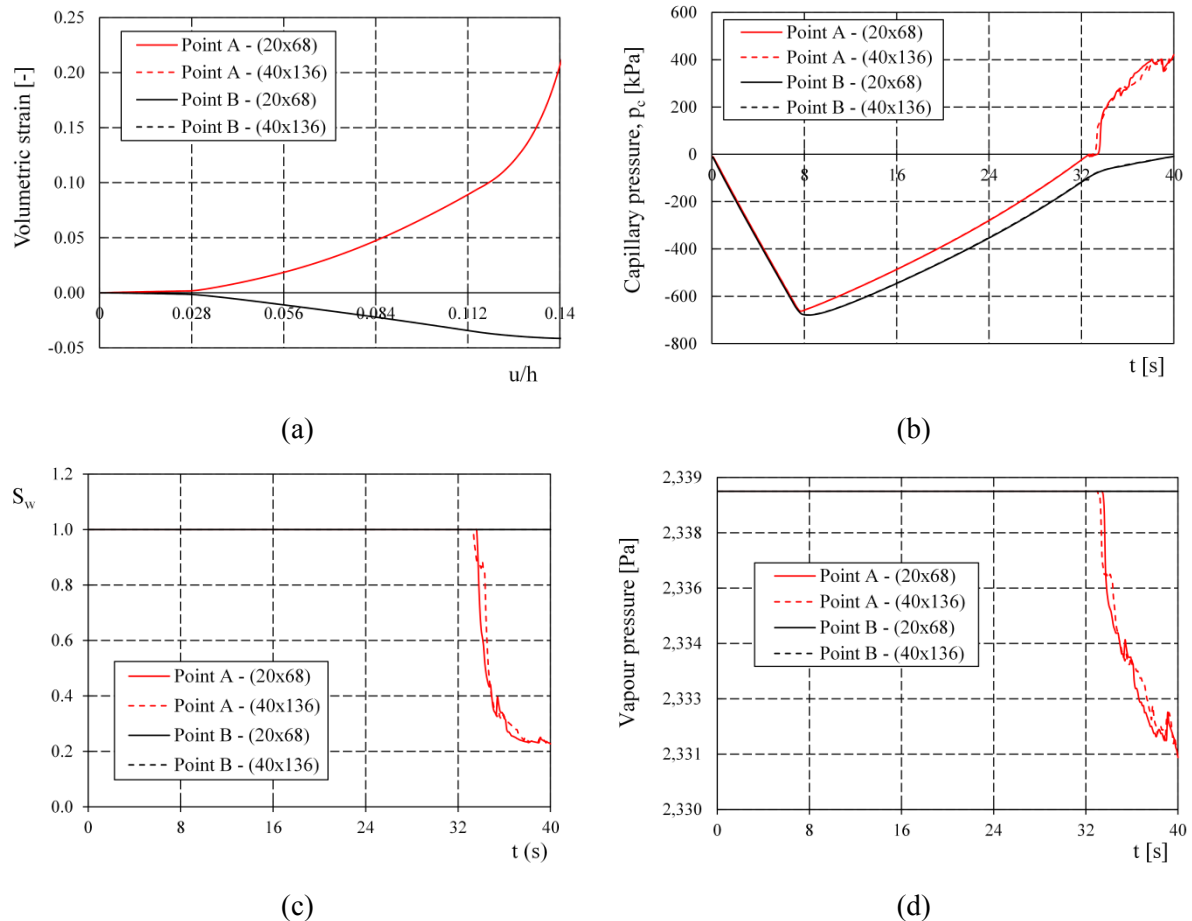 0.25
0.20
0.15
0.10
0.05
0.00
-0.05
Volumetric strain [-]
Point A - (20x68)
Point A - (40x136)
Point B - (20x68)
Point B - (40x136)
0 0.028 0.056 0.084 0.112 0.14
u/h
(a)
600
400
200
0
-200
-400
-600
-800
Capillary pressure, p_c [kPa]
Point A - (20x68)
Point A - (40x136)
Point B - (20x68)
Point B - (40x136)
0 8 16 24 32 40
t [s]
(b)
S_w
1.2
1.0
0.8
0.6
0.4
0.2
0.0
Point A - (20x68)
Point A - (40x136)
Point B - (20x68)
Point B - (40x136)
0 8 16 24 32 40
t (s)
(c)
2,339
2,338
2,336
2,334
2,333
2,331
2,330
Vapour pressure [Pa]
Point A - (20x68)
Point A - (40x136)
Point B - (20x68)
Point B - (40x136)
0 8 16 24 32 40
t [s]
(d)